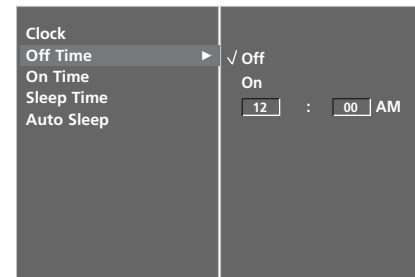 Clock
Off Time ►
On Time
Sleep Time
Auto Sleep
√ Off
On
12 : 00 AM